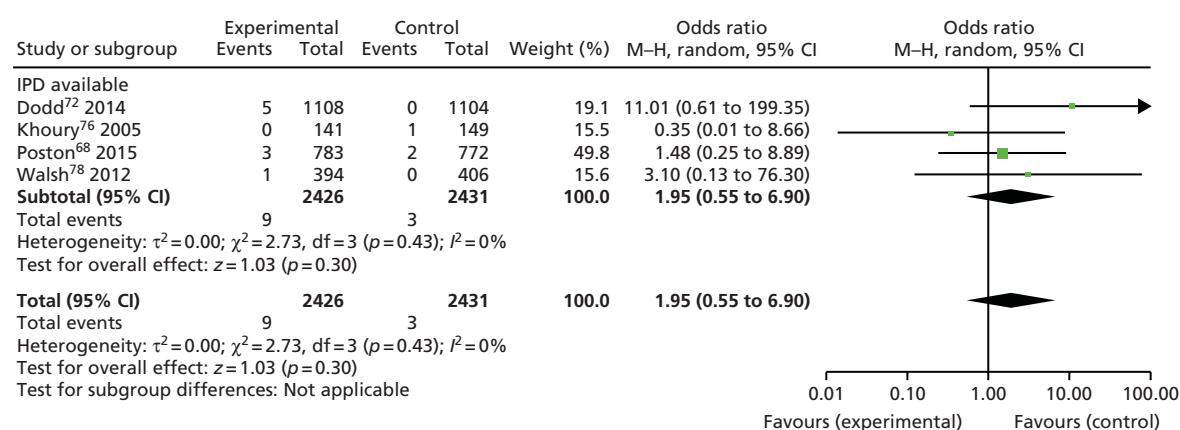 Experimental Control Odds ratio Odds ratio
Study or subgroup Events Total Events Total Weight (%) M–H, random, 95% CI M–H, random, 95% CI
IPD available
Dodd⁷² 2014 5 1108 0 1104 19.1 11.01 (0.61 to 199.35)
Khoury⁷⁶ 2005 0 141 1 149 15.5 0.35 (0.01 to 8.66)
Poston⁶⁸ 2015 3 783 2 772 49.8 1.48 (0.25 to 8.89)
Walsh⁷⁸ 2012 1 394 0 406 15.6 3.10 (0.13 to 76.30)
Subtotal (95% CI) 2426 2431 100.0 1.95 (0.55 to 6.90)
Total events 9 3
Heterogeneity: τ²=0.00; χ²=2.73, df=3 (p=0.43); I²=0%
Test for overall effect: z=1.03 (p=0.30)
Total (95% CI) 2426 2431 100.0 1.95 (0.55 to 6.90)
Total events 9 3
Heterogeneity: τ²=0.00; χ²=2.73, df=3 (p=0.43); I²=0%
Test for overall effect: z=1.03 (p=0.30)
Test for subgroup differences: Not applicable
0.01 0.10 1.00 10.00 100.00
Favours (experimental) Favours (control)